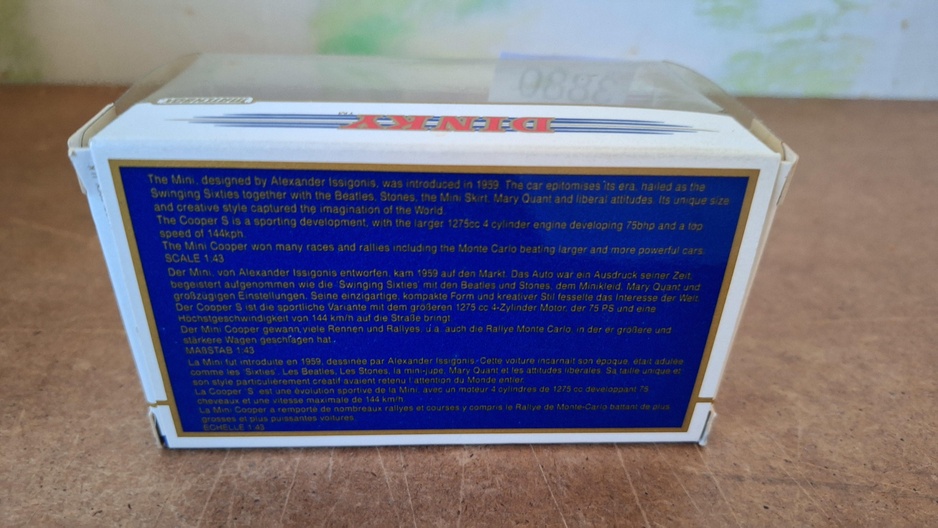 DINKY
TM
The Mini, designed by Alexander Issigonis, was introduced in 1959. The car epitomises its era, hailed as the
Swinging Sixties together with the Beatles, Stones, the Mini Skirt, Mary Quant and liberal attitudes. Its unique size
and creative style captured the imagination of the World.
The Cooper S is a sporting development, with the larger 1275cc 4 cylinder engine developing 75bhp and a top
speed of 144kph.
The Mini Cooper won many races and rallies including the Monte Carlo beating larger and more powerful cars.
SCALE 1:43
Der Mini, von Alexander Issigonis entworfen, kam 1959 auf den Markt. Das Auto war ein Ausdruck seiner Zeit,
begeistert aufgenommen wie die 'Swinging Sixties' mit den Beatles und Stones, dem Minikleid, Mary Quant und
großzügigen Einstellungen. Seine einzigartige, kompakte Form und kreativer Stil fesselte das Interesse der Welt.
Der Cooper S ist die sportliche Variante mit dem größeren 1275 cc 4-Zylinder Motor, der 75 PS und eine
Höchstgeschwindigkeit von 144 km/h auf die Straße bringt.
Der Mini Cooper gewann viele Rennen und Rallyes, u.a. auch die Rallye Monte Carlo, in der er größere und
stärkere Wagen geschlagen hat.
MAßSTAB 1:43
La Mini fut introduite en 1959, dessinée par Alexander Issigonis. Cette voiture incarnait son époque, était adulée
comme les 'Sixties', Les Beatles, Les Stones, la mini-jupe, Mary Quant et les attitudes libérales. Sa taille unique et
son style particulièrement créatif avaient retenu l'attention du Monde entier.
La Cooper 'S' est une évolution sportive de la Mini, avec un moteur 4 cylindres de 1275 cc développant 75
cheveaux et une vitesse maximale de 144 km/h.
La Mini Cooper a remporté de nombreux rallyes et courses y compris le Rallye de Monte-Carlo battant de plus
grosses et plus puissantes voitures.
ECHELLE 1:43